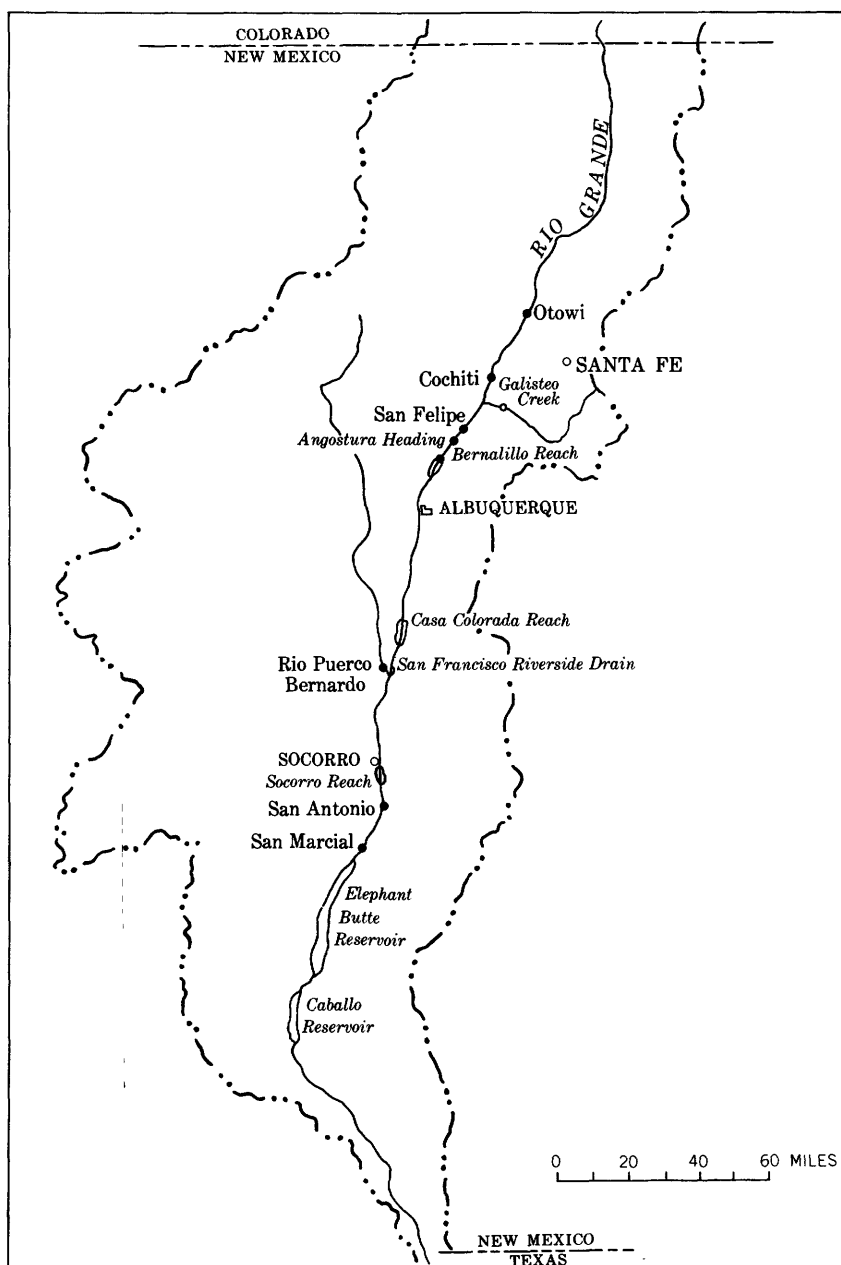 COLORADO
NEW MEXICO
RIO GRANDE
Otowi
SANTA FE
Cochiti
Galisteo
Creek
San Felipe
Angostura Heading
Bernalillo Reach
ALBUQUERQUE
Casa Colorada Reach
Rio Puerco
Bernardo
San Francisco Riverside Drain
SOCORRO
Socorro Reach
San Antonio
San Marcial
Elephant
Butte
Reservoir
Caballo
Reservoir
0 20 40 60 MILES
NEW MEXICO
TEXAS